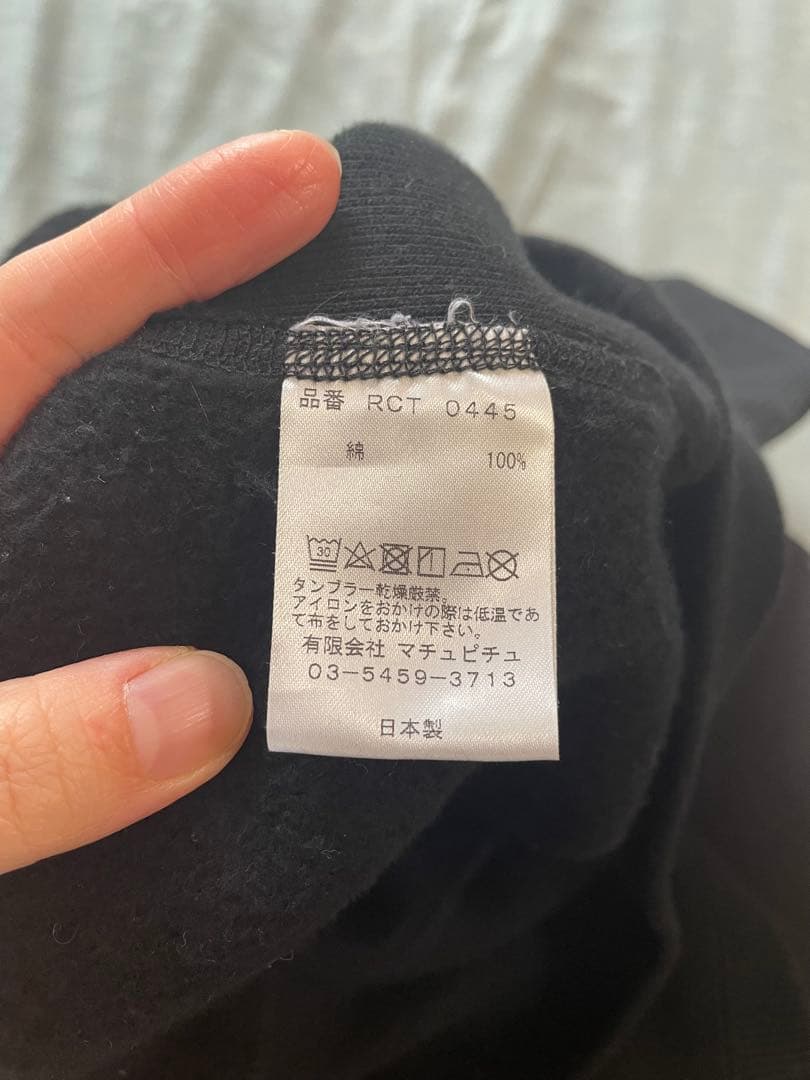 品番 RCT 0445
綿 100%
30
タンブラー乾燥厳禁。
アイロンをおかけの際は低温であ
て布をしておかけ下さい。
有限会社 マチュピチュ
03-5459-3713
日本製